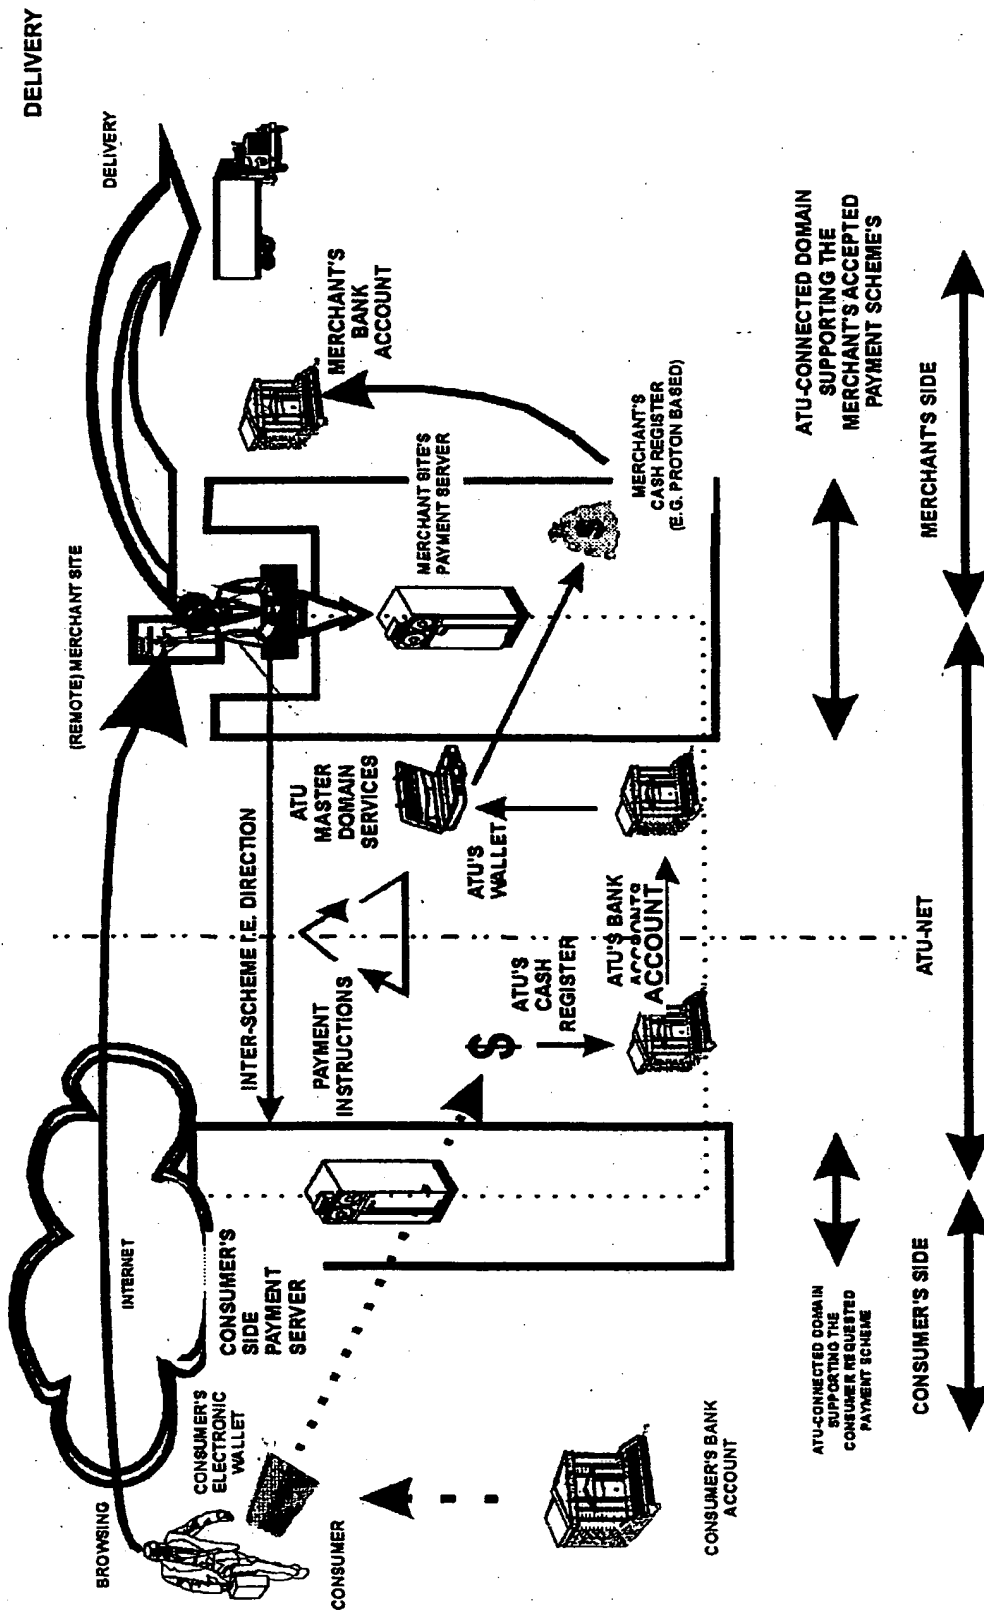 DELIVERY
DELIVERY
(REMOTE) MERCHANT SITE
MERCHANT'S
BANK
ACCOUNT
MERCHANT SITE'S
PAYMENT SERVER
MERCHANT'S
CASH REGISTER
(E.G. PROTON BASED)
ATU-CONNECTED DOMAIN
SUPPORTING THE
MERCHANT'S ACCEPTED
PAYMENT SCHEME'S
MERCHANT'S SIDE
ATU
MASTER
DOMAIN
SERVICES
ATU'S
WALLET
INTER-SCHEME I.E. DIRECTION
PAYMENT
INSTRUCTIONS
$
ATU'S
CASH
REGISTER
ATU'S BANK
ACCOUNTS
ACCOUNT
ATU-NET
INTERNET
BROWSING
CONSUMER'S
SIDE
PAYMENT
SERVER
CONSUMER'S
ELECTRONIC
WALLET
CONSUMER
CONSUMER'S BANK
ACCOUNT
ATU-CONNECTED DOMAIN
SUPPORTING THE
CONSUMER REQUESTED
PAYMENT SCHEME
CONSUMER'S SIDE